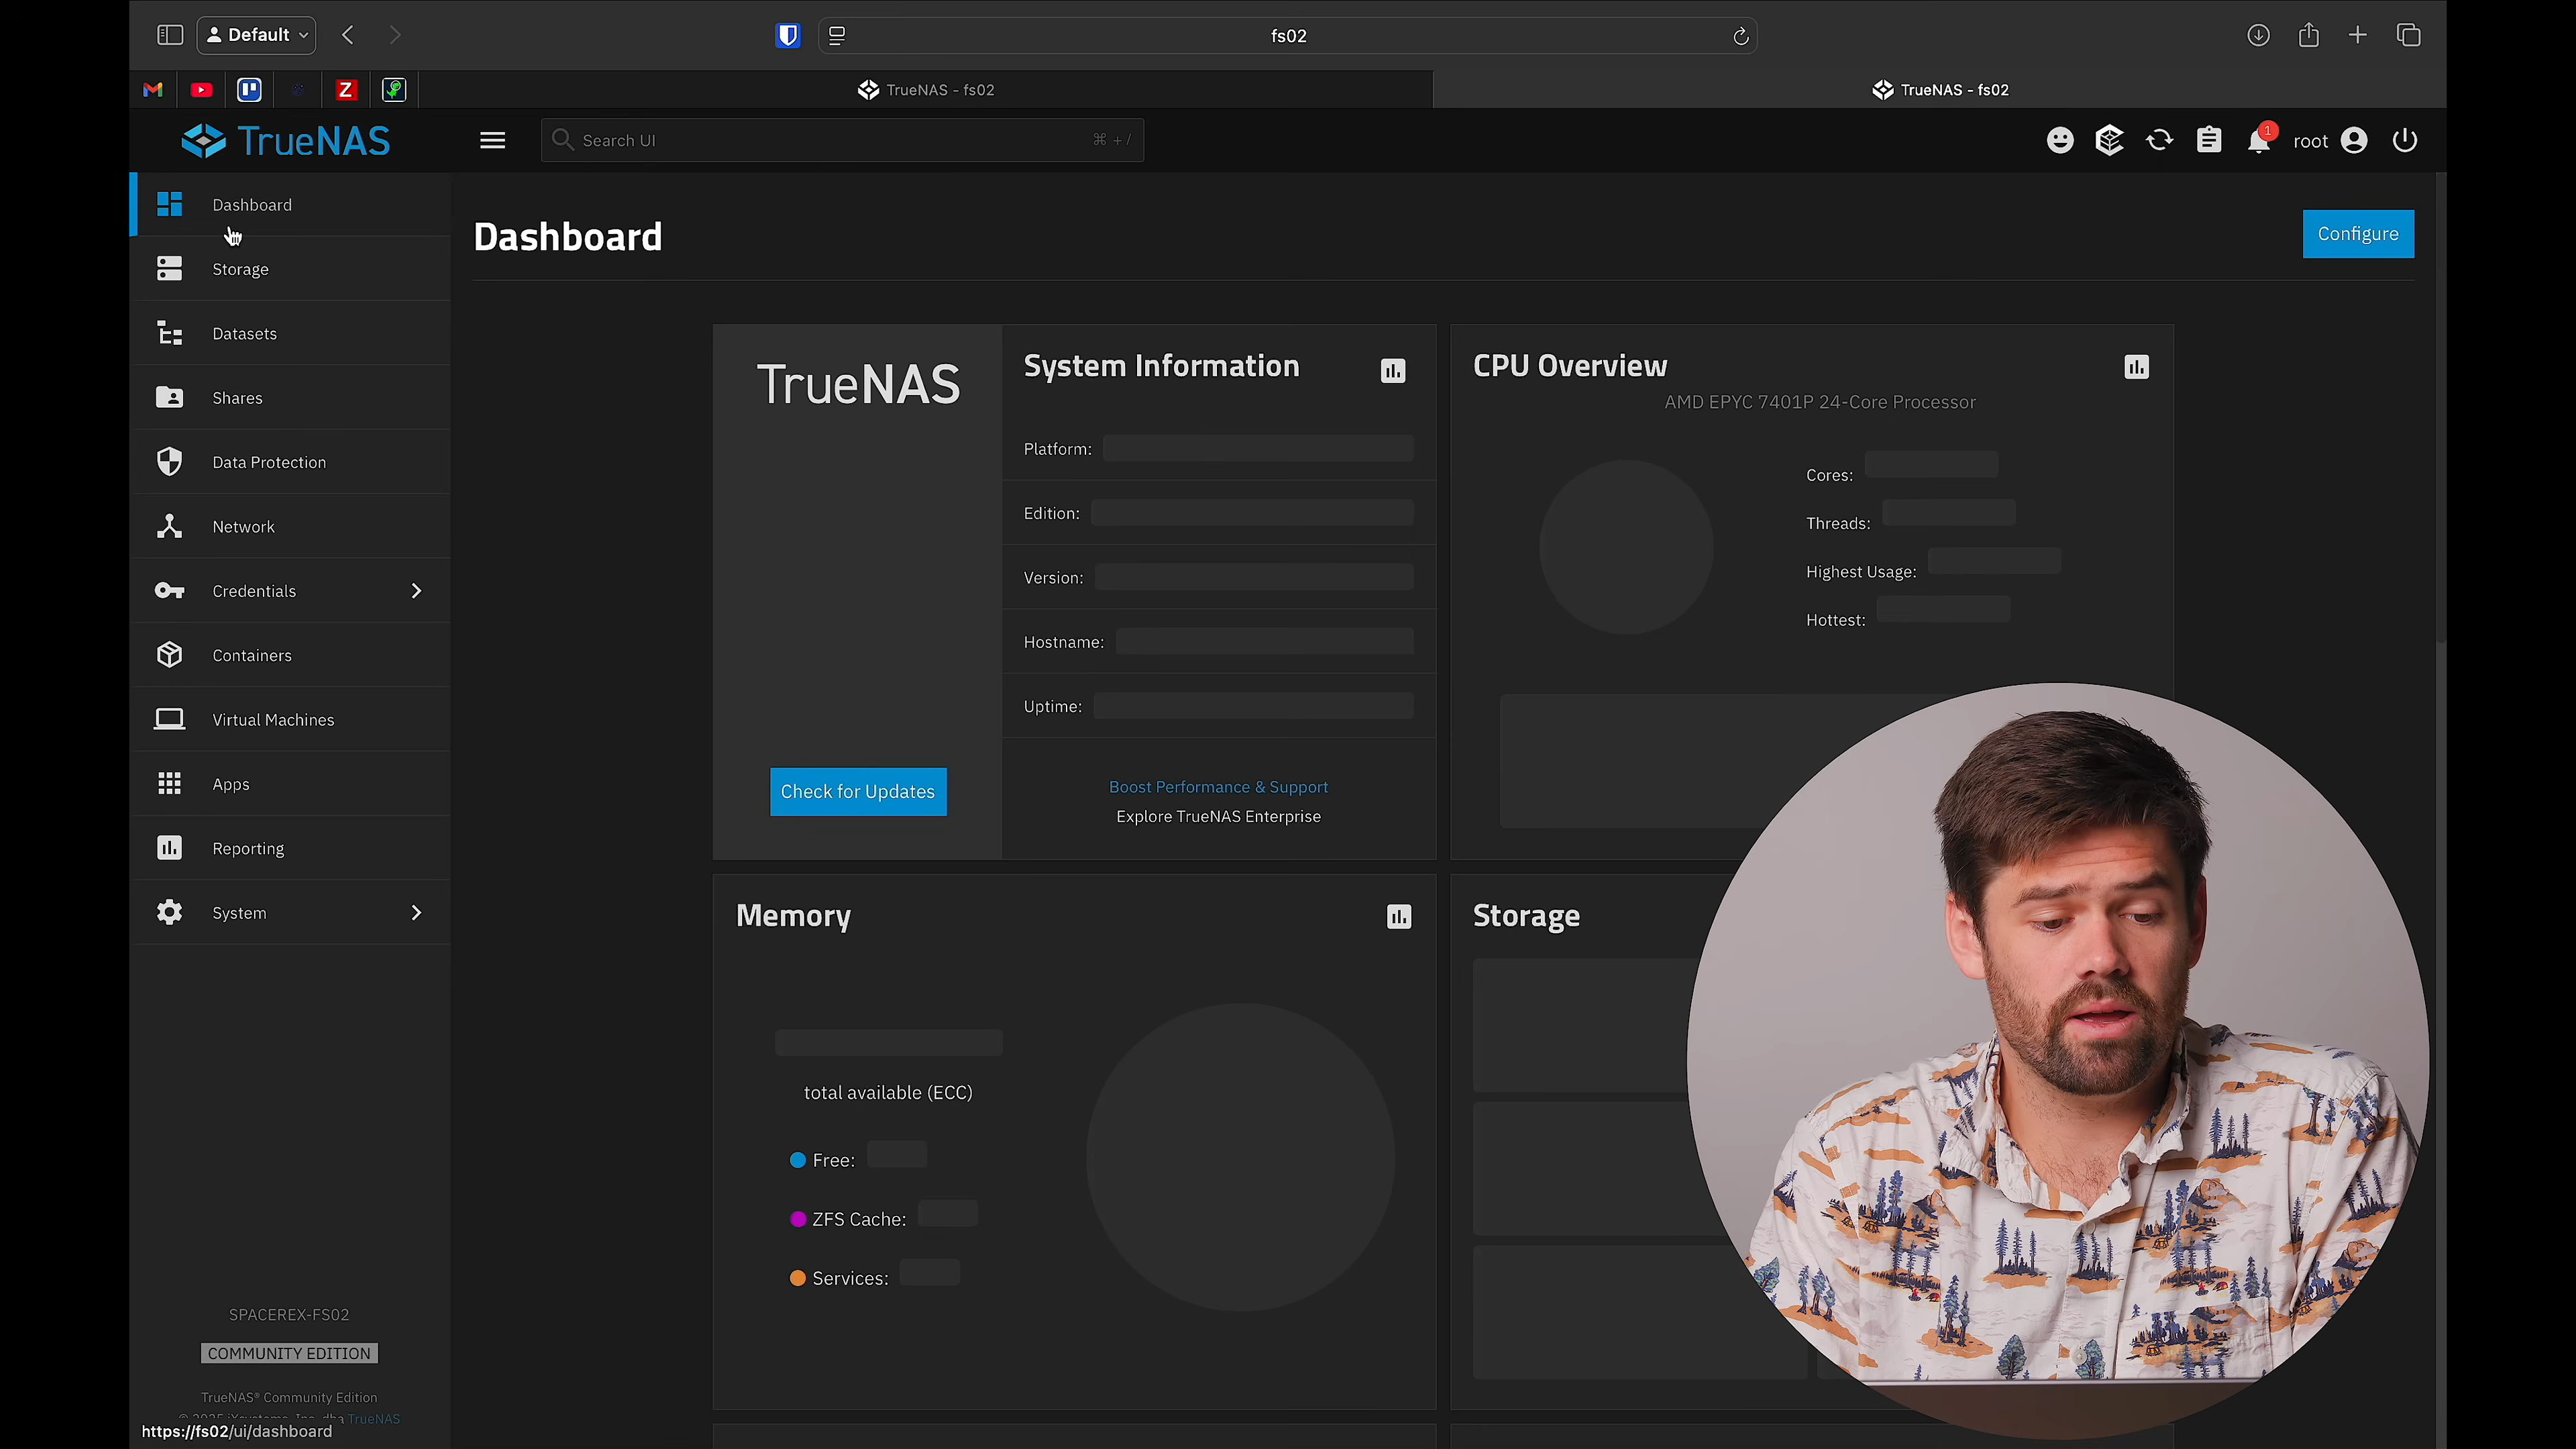 Default
fs02
Z
TrueNAS - fs02
TrueNAS - fs02
TrueNAS
Search UI
⌘ + /
1
root
Dashboard
Storage
Datasets
Shares
Data Protection
Network
Credentials
Containers
Virtual Machines
Apps
Reporting
System
SPACEREX-FS02
COMMUNITY EDITION
TrueNAS® Community Edition
TrueNAS
https://fs02/ui/dashboard
Dashboard
Configure
TrueNAS
Check for Updates
System Information
Platform:
Edition:
Version:
Hostname:
Uptime:
Boost Performance & Support
Explore TrueNAS Enterprise
CPU Overview
AMD EPYC 7401P 24-Core Processor
Cores:
Threads:
Highest Usage:
Hottest:
Memory
total available (ECC)
Free:
ZFS Cache:
Services:
Storage